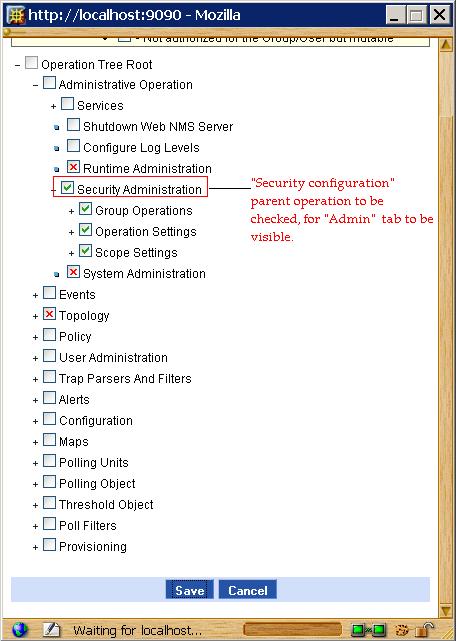 http://localhost:9090 - Mozilla
- Not authorized for the Group/User but mutable
Operation Tree Root
Administrative Operation
Services
Shutdown Web NMS Server
Configure Log Levels
Runtime Administration
Security Administration
"Security configuration"
parent operation to be
checked, for "Admin" tab to be
visible.
Group Operations
Operation Settings
Scope Settings
System Administration
Events
Topology
Policy
User Administration
Trap Parsers And Filters
Alerts
Configuration
Maps
Polling Units
Polling Object
Threshold Object
Poll Filters
Provisioning
Save Cancel
Waiting for localhost...